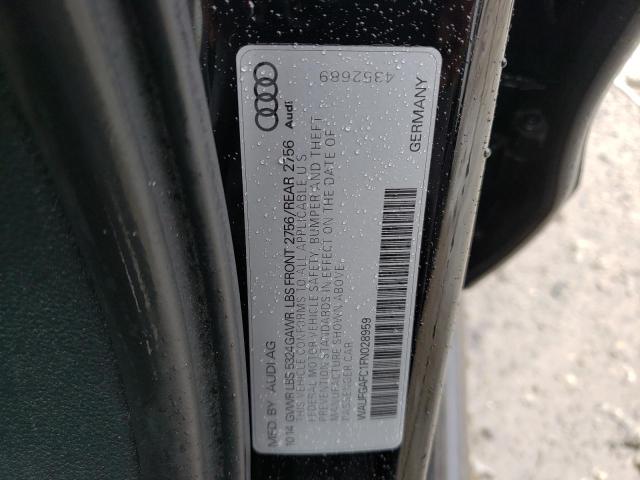 4352689
Audi
GERMANY
MFD. BY AUDI AG
10 14 GVWR LBS 5324 GAWR LBS FRONT 2756/REAR 2756
THIS VEHICLE CONFORMS TO ALL APPLICABLE U S
FEDERAL MOTOR VEHICLE SAFETY, BUMPER AND THEFT
PREVENTION STANDARDS IN EFFECT ON THE DATE OF
MANUFACTURE SHOWN ABOVE
PASSENGER CAR
WAUFGAFC1FN028959